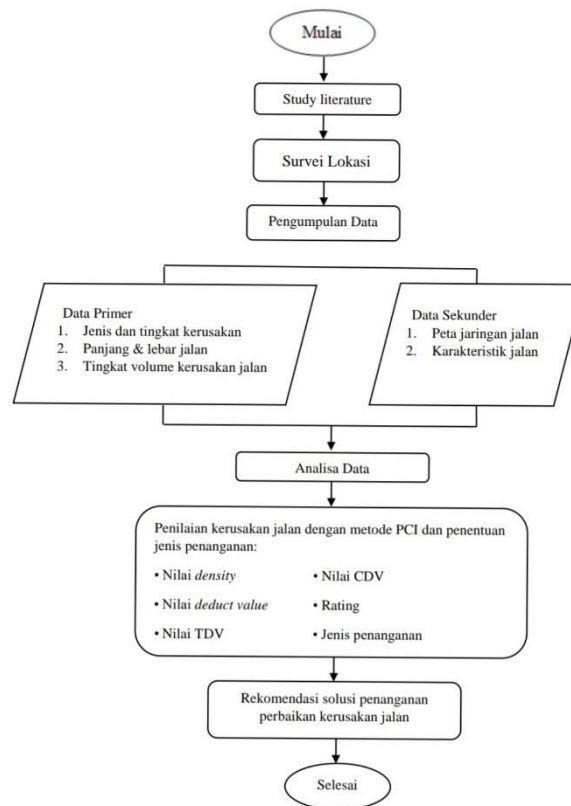 Mulai
Study literature
Survei Lokasi
Pengumpulan Data
Data Primer
1. Jenis dan tingkat kerusakan
2. Panjang & lebar jalan
3. Tingkat volume kerusakan jalan
Data Sekunder
1. Peta jaringan jalan
2. Karakteristik jalan
Analisa Data
Penilaian kerusakan jalan dengan metode PCI dan penentuan
jenis penanganan:
• Nilai density
• Nilai deduct value
• Nilai TDV
• Nilai CDV
• Rating
• Jenis penanganan
Rekomendasi solusi penanganan
perbaikan kerusakan jalan
Selesai